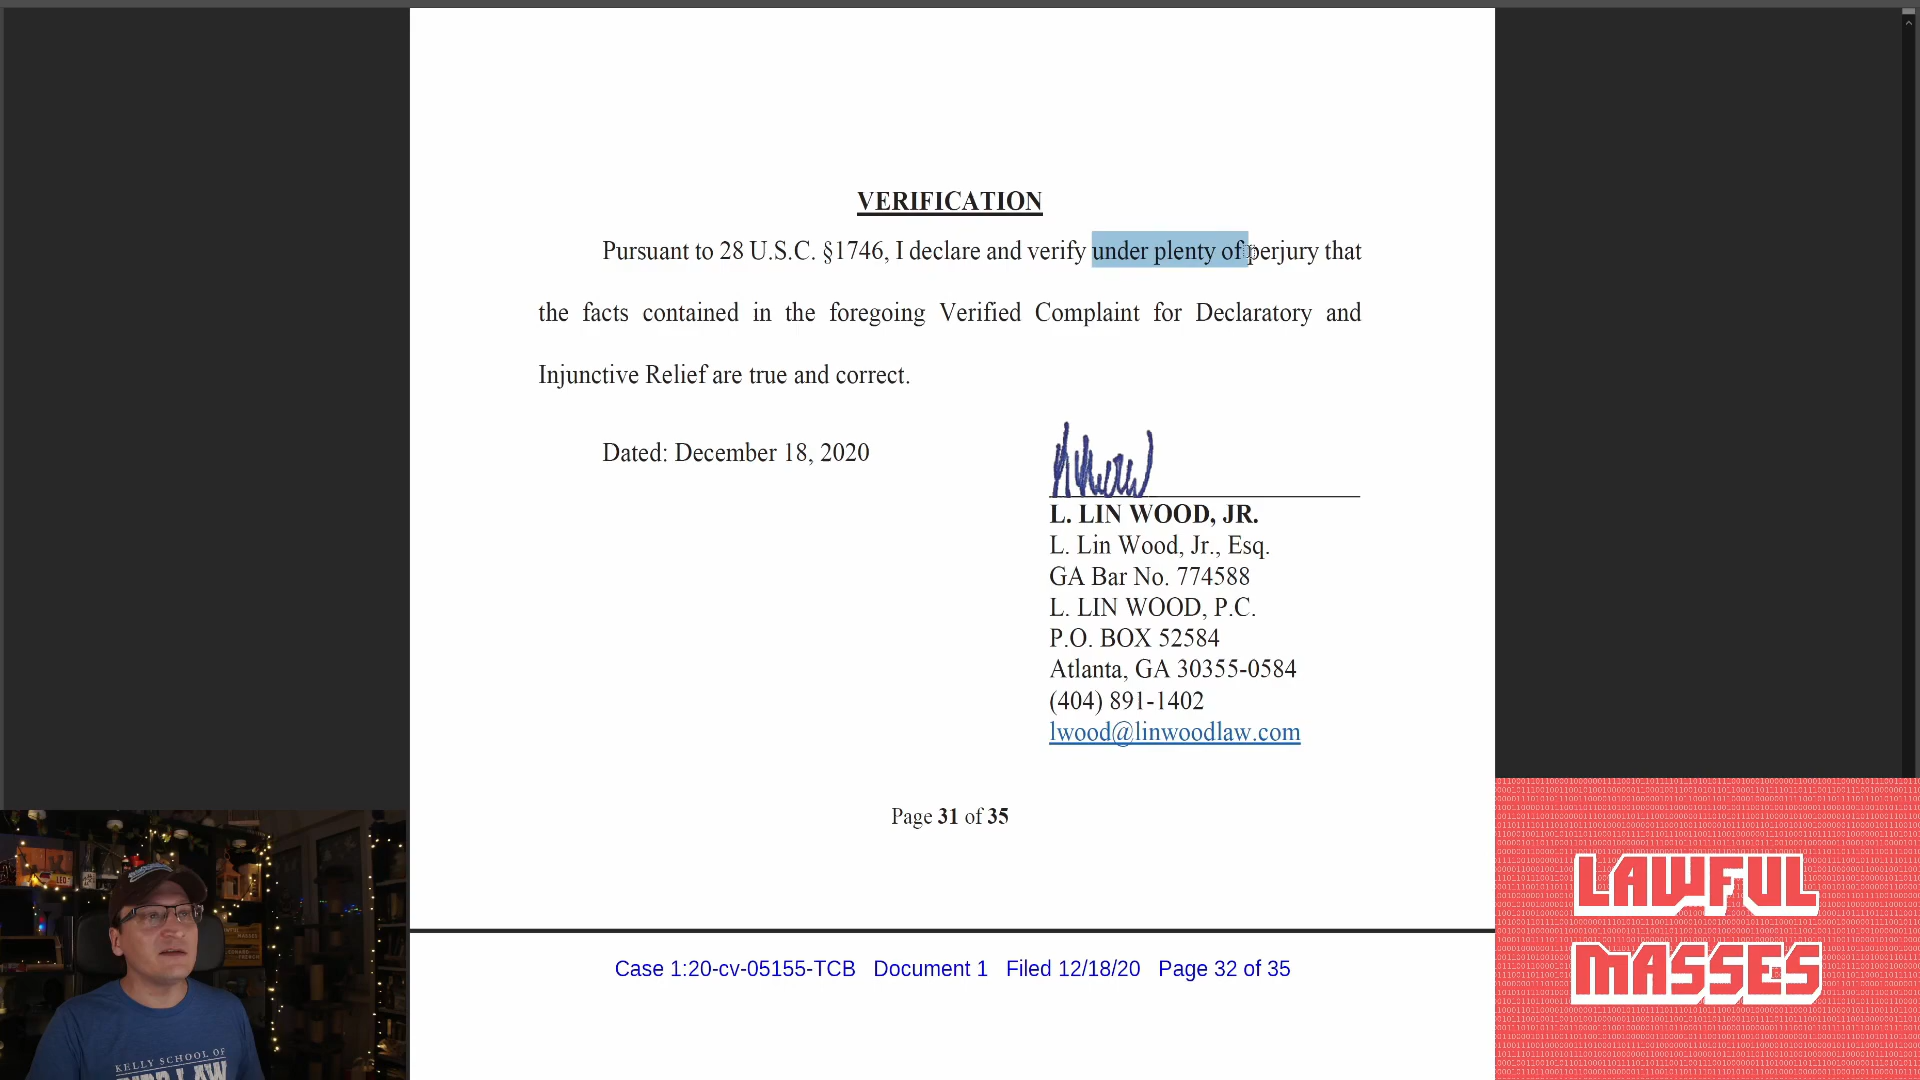 VERIFICATION
Pursuant to 28 U.S.C. §1746, I declare and verify under plenty of perjury that
the facts contained in the foregoing Verified Complaint for Declaratory and
Injunctive Relief are true and correct.
Dated: December 18, 2020
L. LIN WOOD, JR.
L. Lin Wood, Jr., Esq.
GA Bar No. 774588
L. LIN WOOD, P.C.
P.O. BOX 52584
Atlanta, GA 30355-0584
(404) 891-1402
lwood@linwoodlaw.com
Page 31 of 35
Case 1:20-cv-05155-TCB Document 1 Filed 12/18/20 Page 32 of 35
KELLY SCHOOL OF
LAWFUL
MASSES